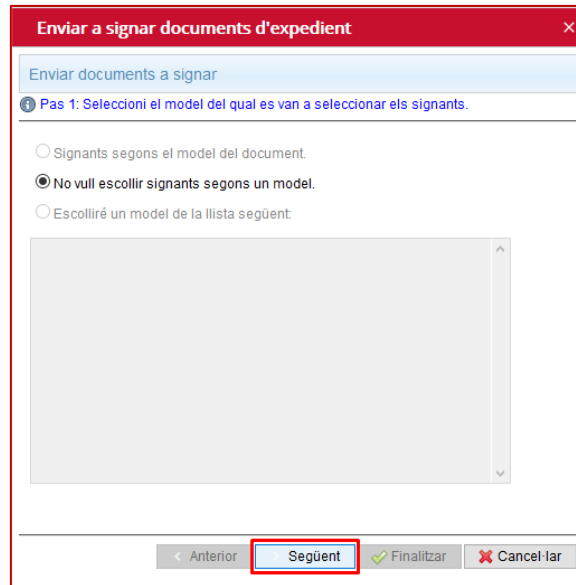 Enviar a signar documents d'expedient
Enviar documents a signar
Pas 1: Seleccioni el model del qual es van a seleccionar els signants.
Signants segons el model del document.
No vull escollir signants segons un model.
Escolliré un model de la llista següent:
Anterior Següent Finalitzar Cancel·lar